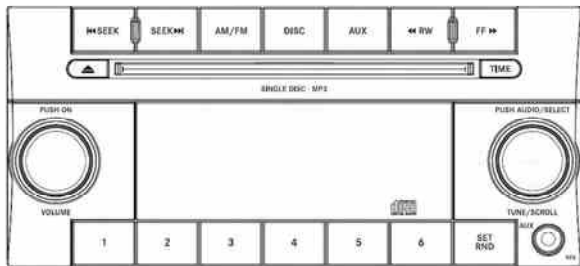 SEEK SEEK AM/FM DISC AUX RW FF
TIME
SINGLE DISC - MP3
PUSH ON PUSH AUDIO/SELECT
VOLUME TUNE/SCROLL
AUX
1 2 3 4 5 6 SET
RND